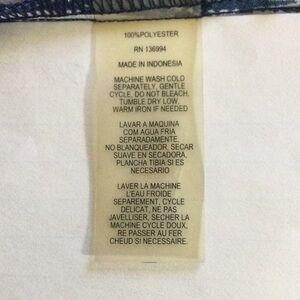 100%POLYESTER
RN 136994
MADE IN INDONESIA
MACHINE WASH COLD
SEPARATELY, GENTLE
CYCLE, DO NOT BLEACH,
TUMBLE DRY LOW,
WARM IRON IF NEEDED
LAVAR A MAQUINA
CON AGUA FRIA
SEPARADAMENTE,
NO BLANQUEADOR, SECAR
SUAVE EN SECADORA,
PLANCHA TIBIA SI ES
NECESARIO
LAVER LA MACHINE
L'EAU FROIDE
SEPAREMENT, CYCLE
DELICAT, NE PAS
JAVELLISER, SECHER LA
MACHINE CYCLE DOUX,
RE PASSER AU FER
CHEUD SI NECESSAIRE.